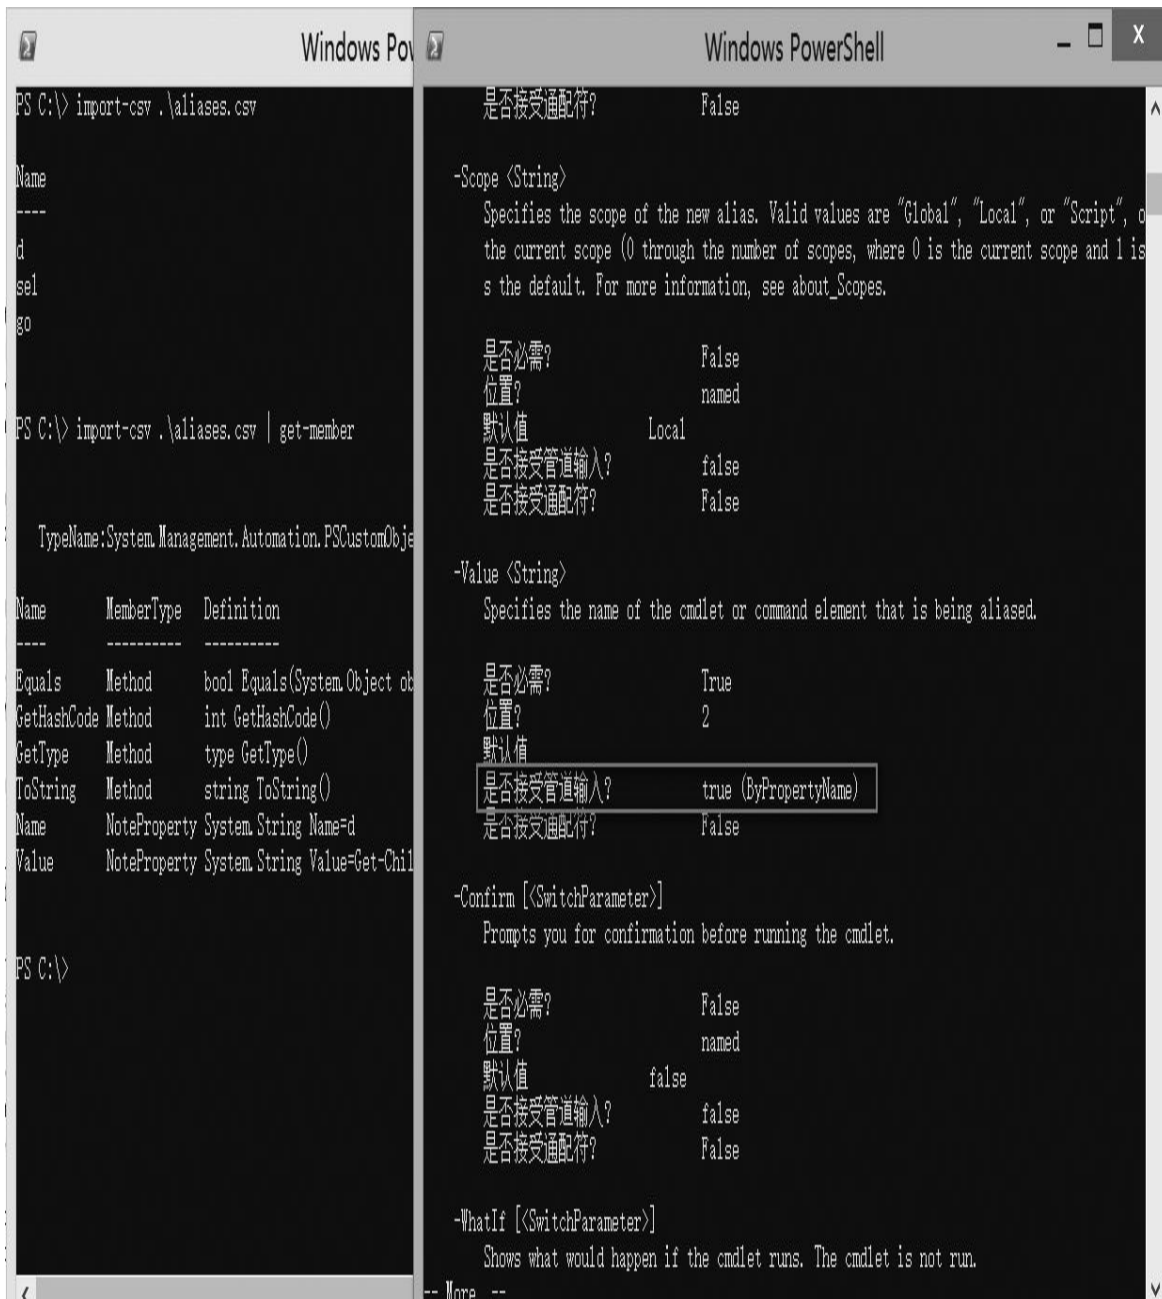 Windows Pow
PS C:\> import-csv .\aliases.csv
Name
----
d
sel
go
PS C:\> import-csv .\aliases.csv | get-member
TypeName:System.Management.Automation.PSCustomObje
Name MemberType Definition
---- ---------- ----------
Equals Method bool Equals(System.Object ob
GetHashCode Method int GetHashCode()
GetType Method type GetType()
ToString Method string ToString()
Name NoteProperty System.String Name=d
Value NoteProperty System.String Value=Get-Chil
PS C:\>
Windows PowerShell
是否接受通配符? False
-Scope <String>
Specifies the scope of the new alias. Valid values are "Global", "Local", or "Script", o
the current scope (0 through the number of scopes, where 0 is the current scope and 1 is
s the default. For more information, see about_Scopes.
是否必需? False
位置? named
默认值 Local
是否接受管道输入? false
是否接受通配符? False
-Value <String>
Specifies the name of the cmdlet or command element that is being aliased.
是否必需? True
位置? 2
默认值
是否接受管道输入? true (ByPropertyName)
是否接受通配符? False
-Confirm [<SwitchParameter>]
Prompts you for confirmation before running the cmdlet.
是否必需? False
位置? named
默认值 false
是否接受管道输入? false
是否接受通配符? False
-WhatIf [<SwitchParameter>]
Shows what would happen if the cmdlet runs. The cmdlet is not run.
-- More --